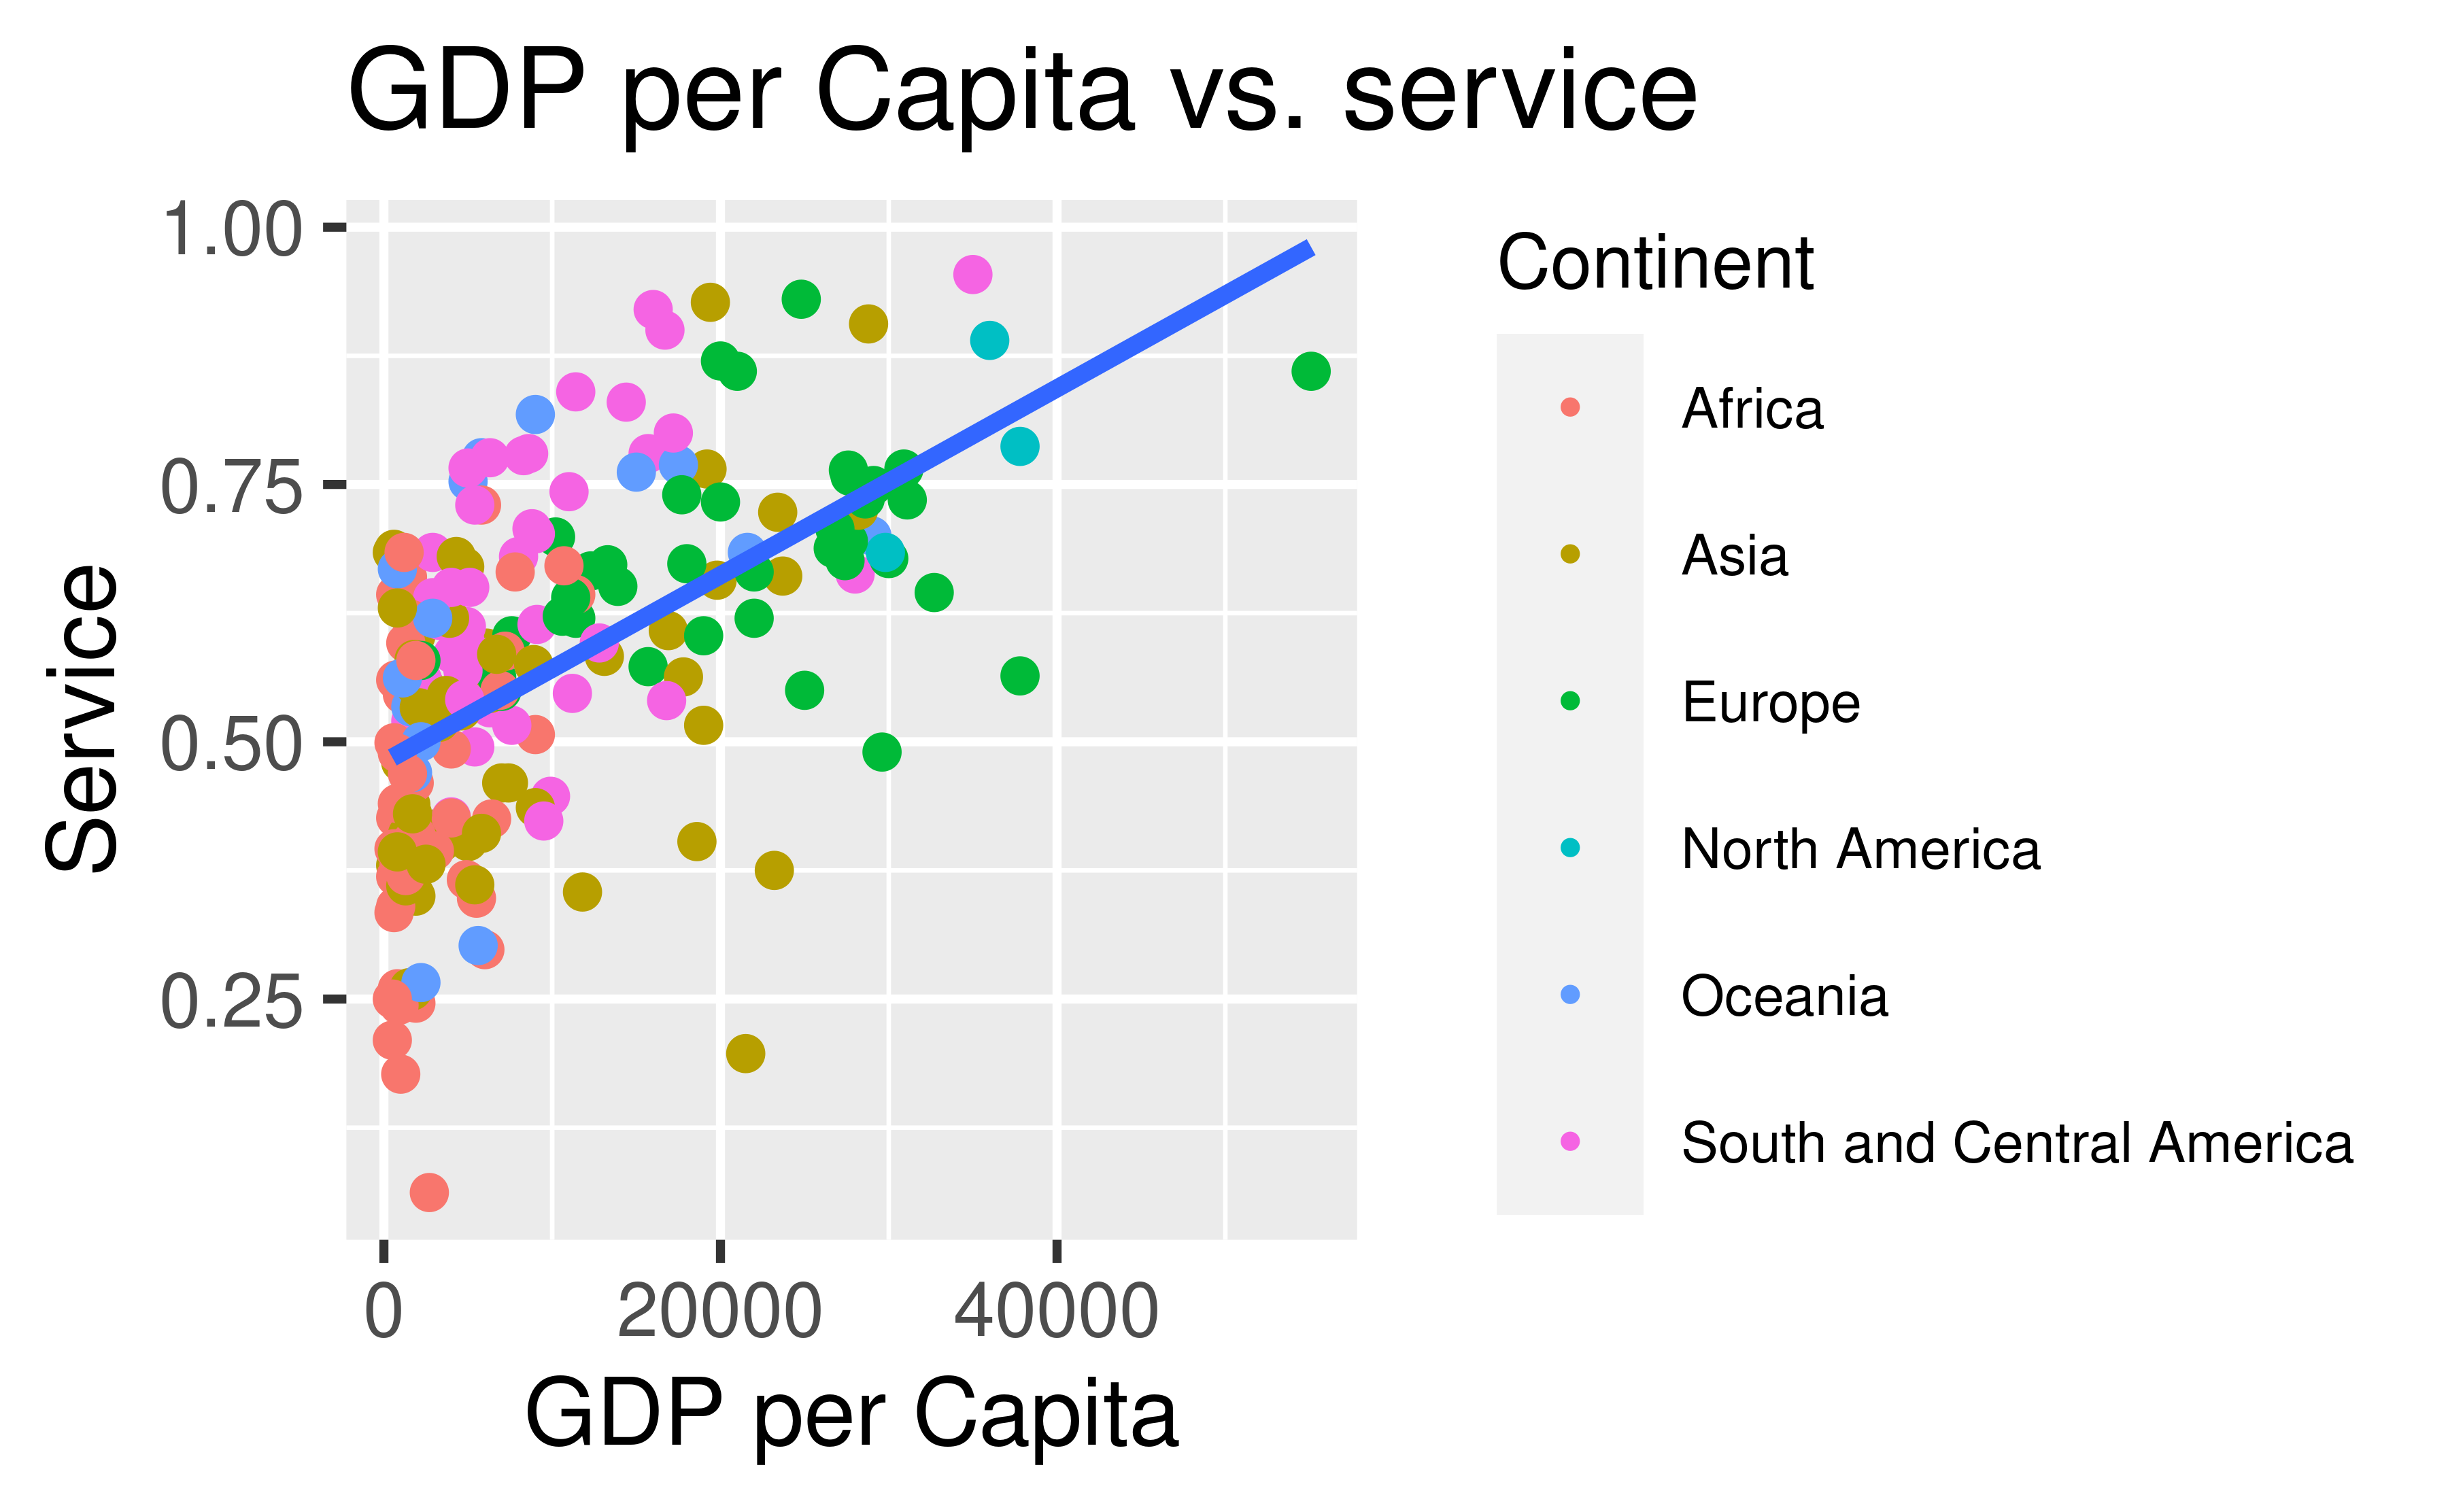 GDP per Capita vs. service
1.00
0.75
0.50
0.25
Service
0
20000
40000
GDP per Capita
Continent
Africa
Asia
Europe
North America
Oceania
South and Central America